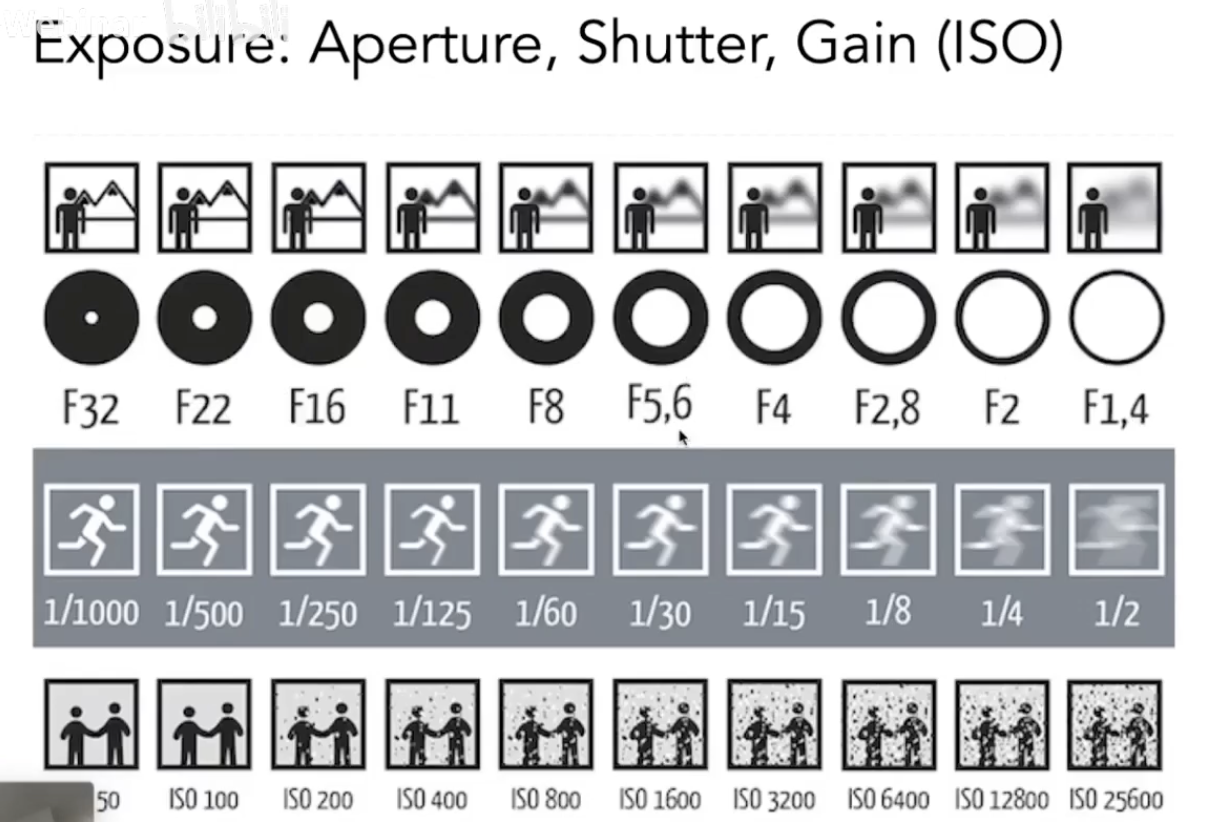 Webinar
Exposure: Aperture, Shutter, Gain (ISO)
F32 F22 F16 F11 F8 F5,6 F4 F2,8 F2 F1,4
1/1000 1/500 1/250 1/125 1/60 1/30 1/15 1/8 1/4 1/2
50 ISO 100 ISO 200 ISO 400 ISO 800 ISO 1600 ISO 3200 ISO 6400 ISO 12800 ISO 25600